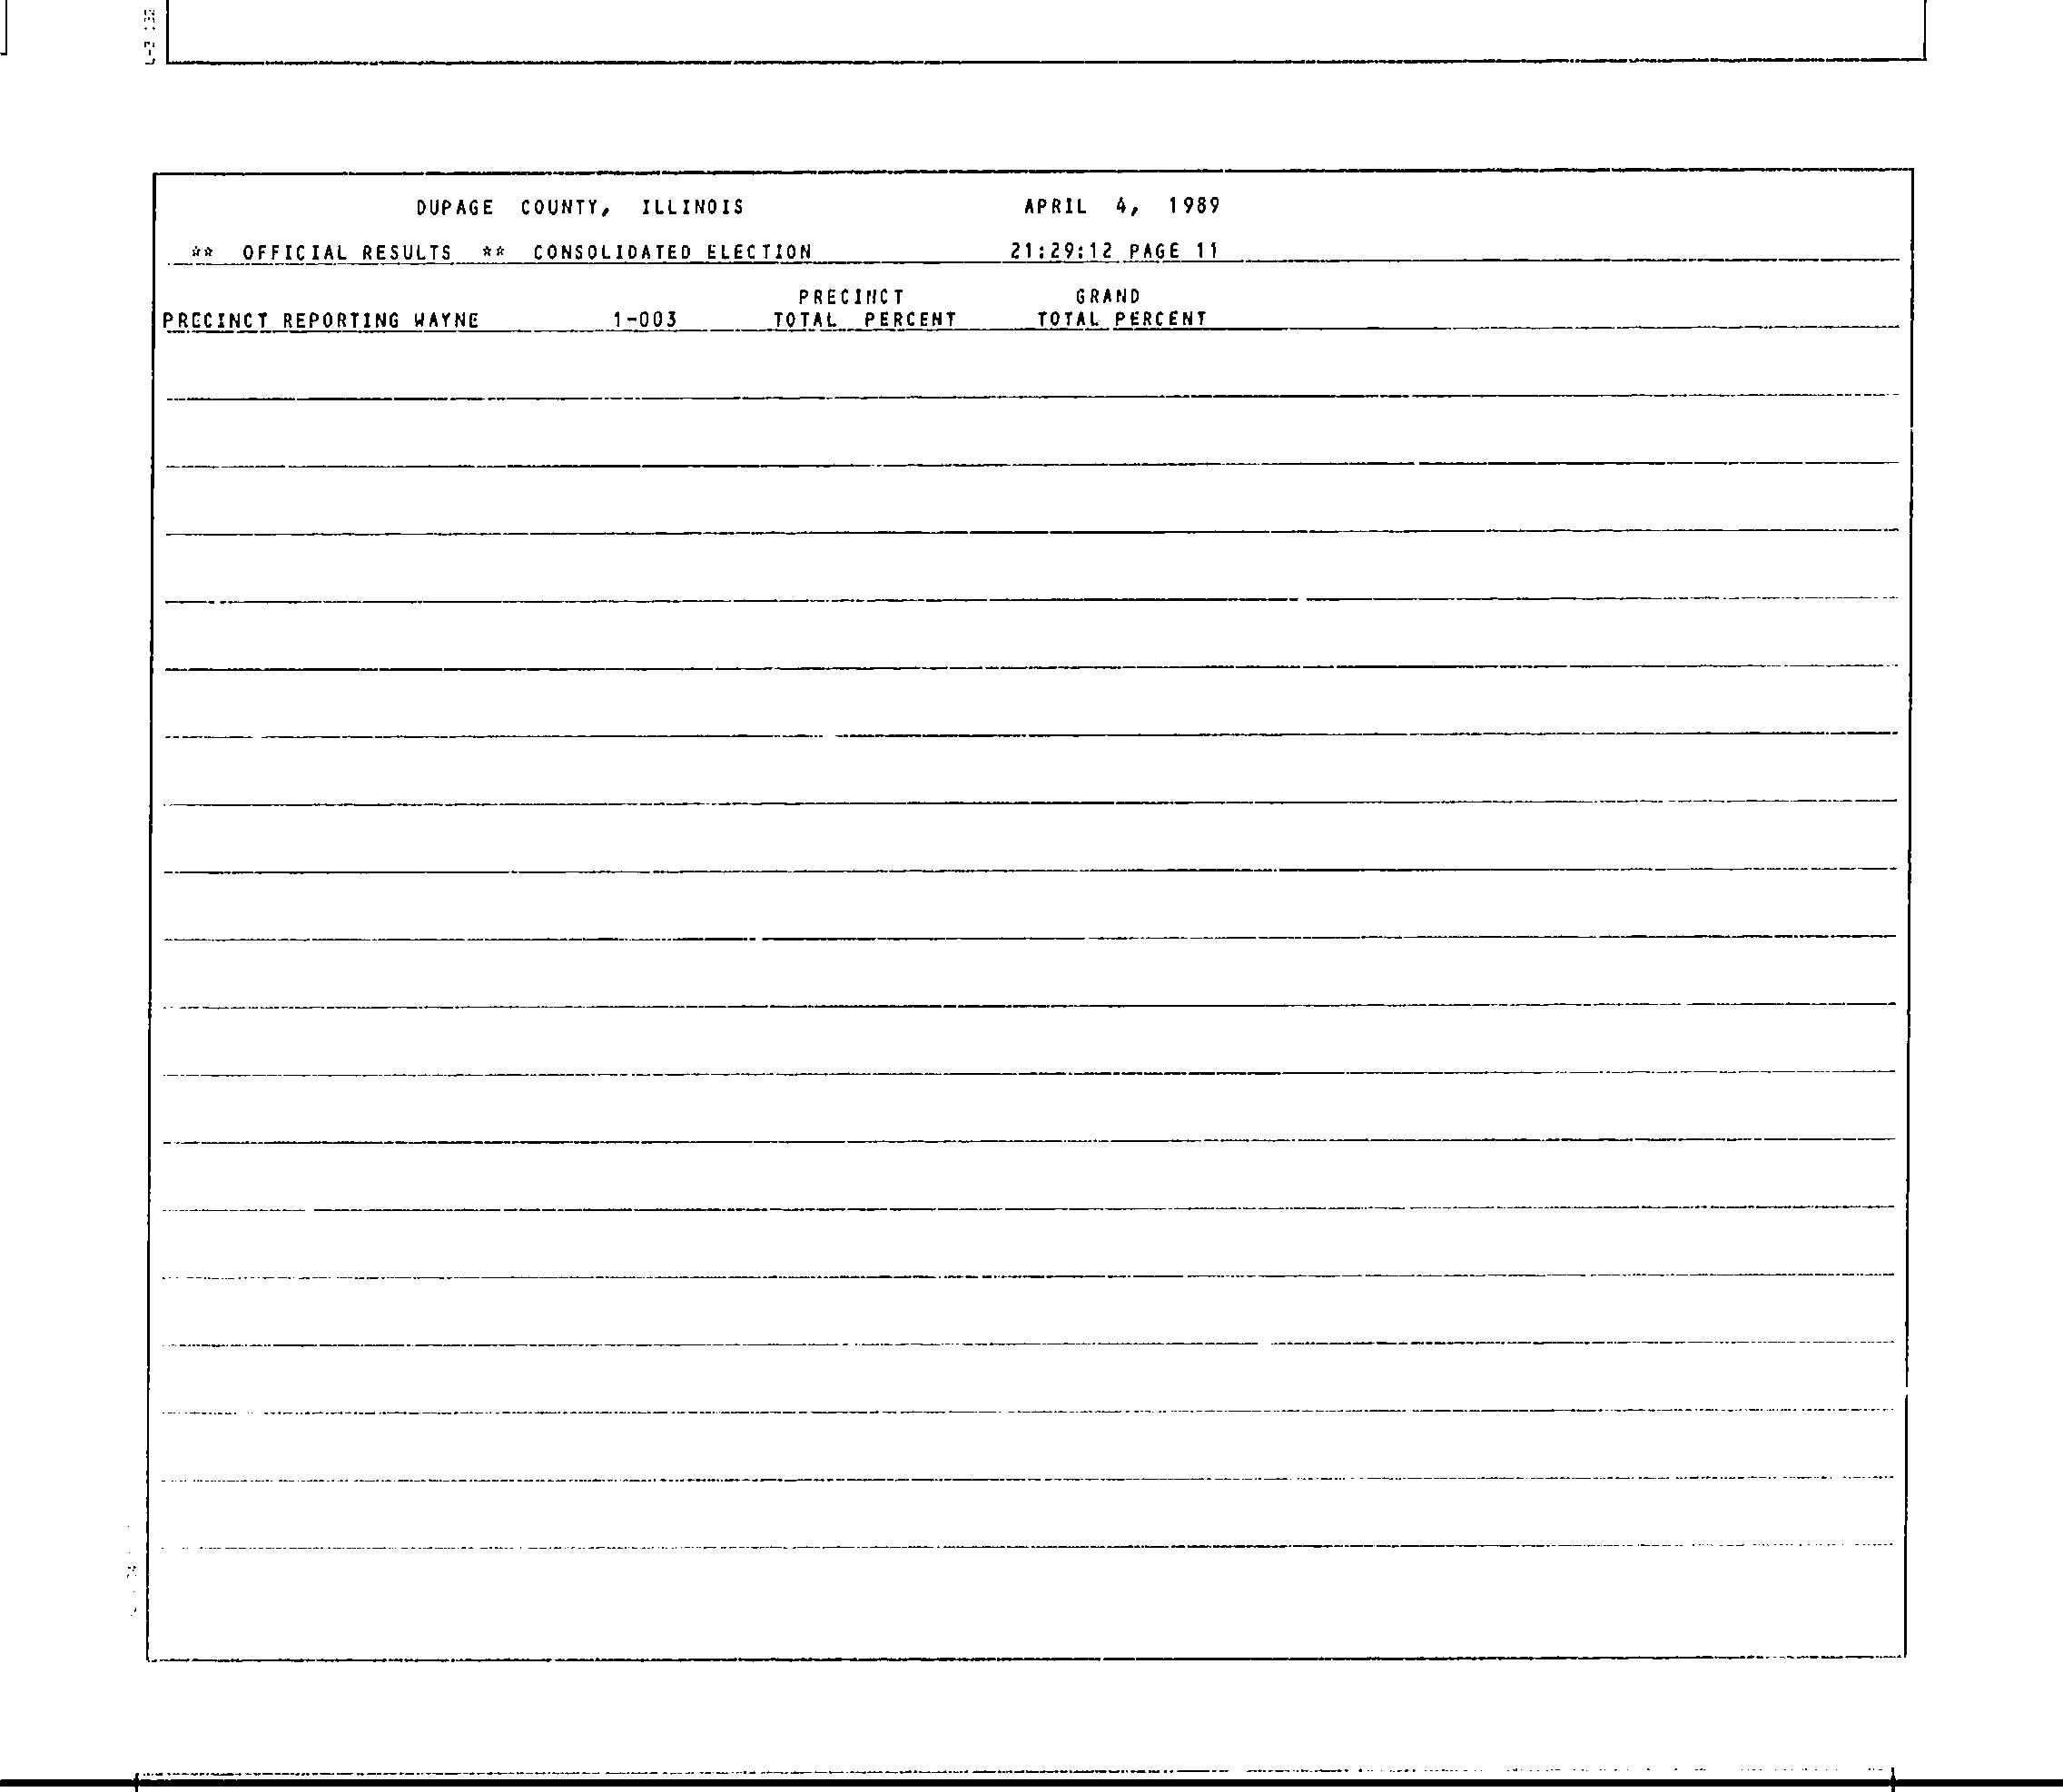 DUPAGE COUNTY, ILLINOIS APRIL 4, 1989
** OFFICIAL RESULTS ** CONSOLIDATED ELECTION 21:29:12 PAGE 11
PRECINCT GRAND
PRECINCT REPORTING WAYNE 1-003 TOTAL PERCENT TOTAL PERCENT